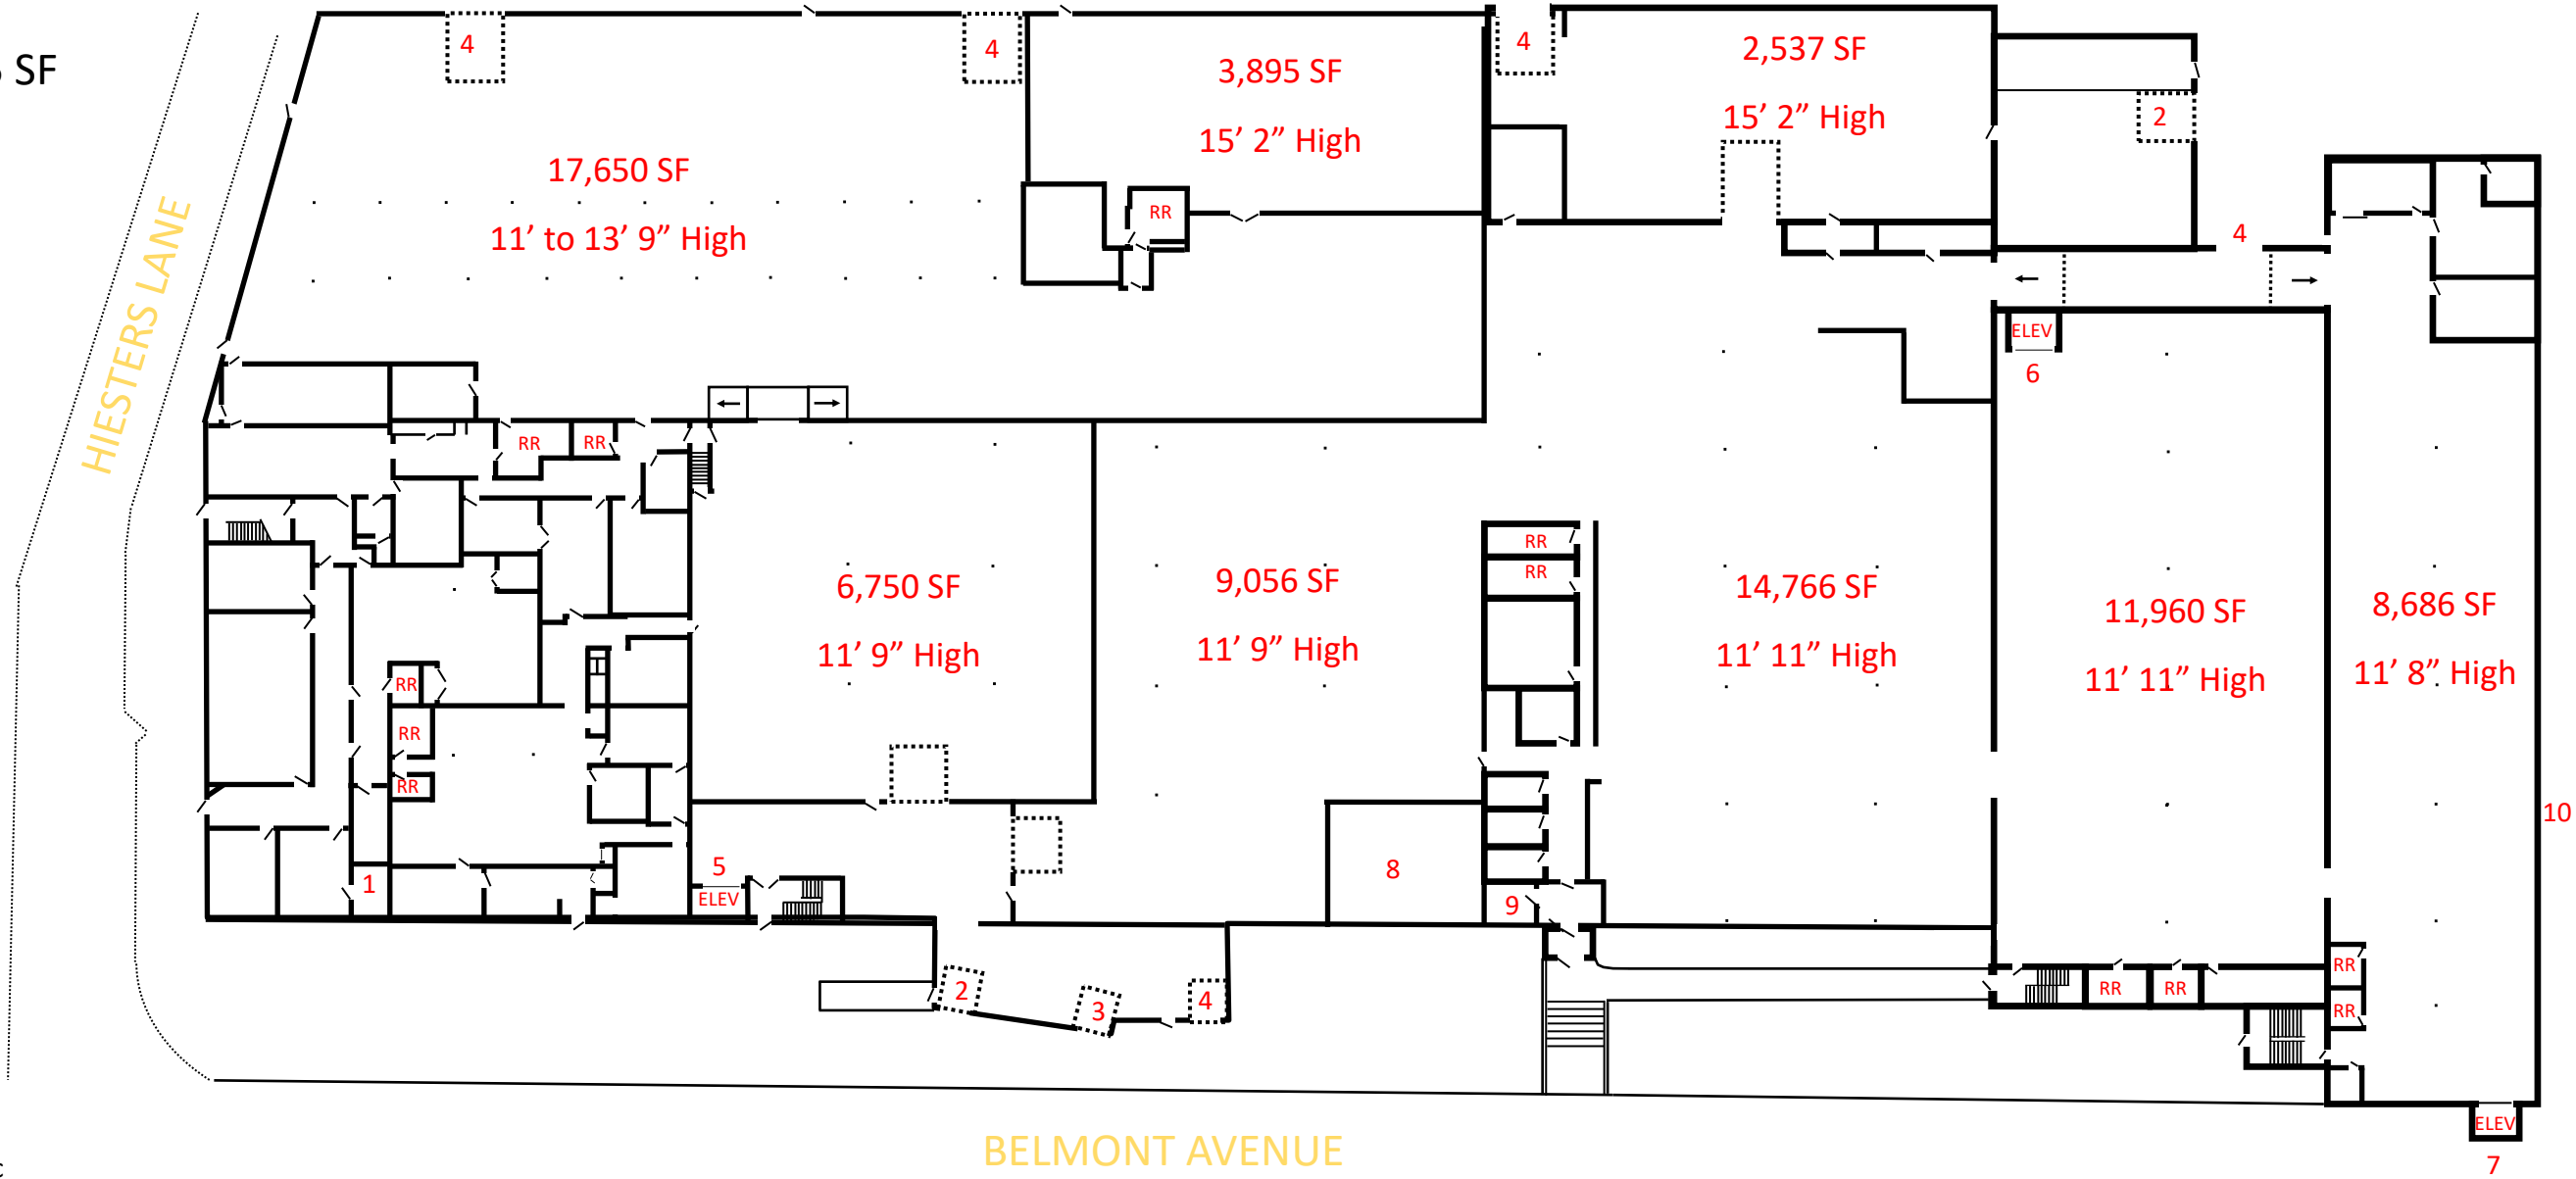 SF
4
4
4
3,895 SF
15’ 2” High
2,537 SF
15’ 2” High
2
17,650 SF
11’ to 13’ 9” High
RR
4
HIESTERS LANE
ELEV
6
RR
RR
RR
RR
6,750 SF
11’ 9” High
9,056 SF
11’ 9” High
14,766 SF
11’ 11” High
11,960 SF
11’ 11” High
8,686 SF
11’ 8” High
RR
RR
RR
10
1
5
ELEV
8
9
2
3
4
RR
RR
RR
RR
ELEV
7
BELMONT AVENUE